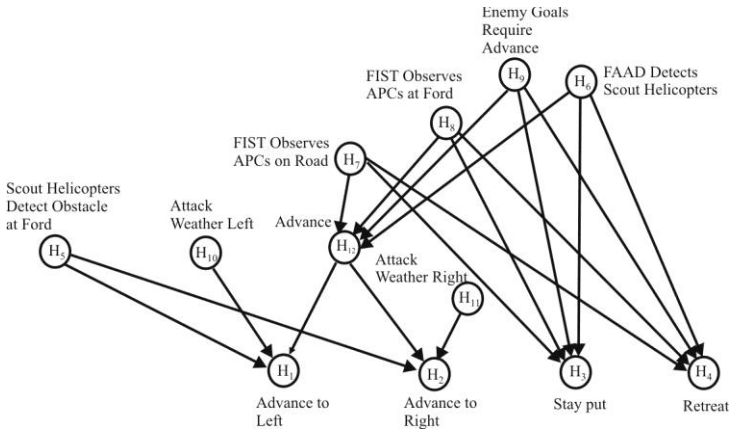 Enemy Goals
Require
Advance
H9
H6
FAAD Detects
Scout Helicopters
FIST Observes
APCs at Ford
H8
FIST Observes
APCs on Road
H7
Scout Helicopters
Detect Obstacle
at Ford
H5
Attack
Weather Left
H10
Advance
H12
Attack
Weather Right
H11
H1
Advance to
Left
H2
Advance to
Right
H3
Stay put
H4
Retreat